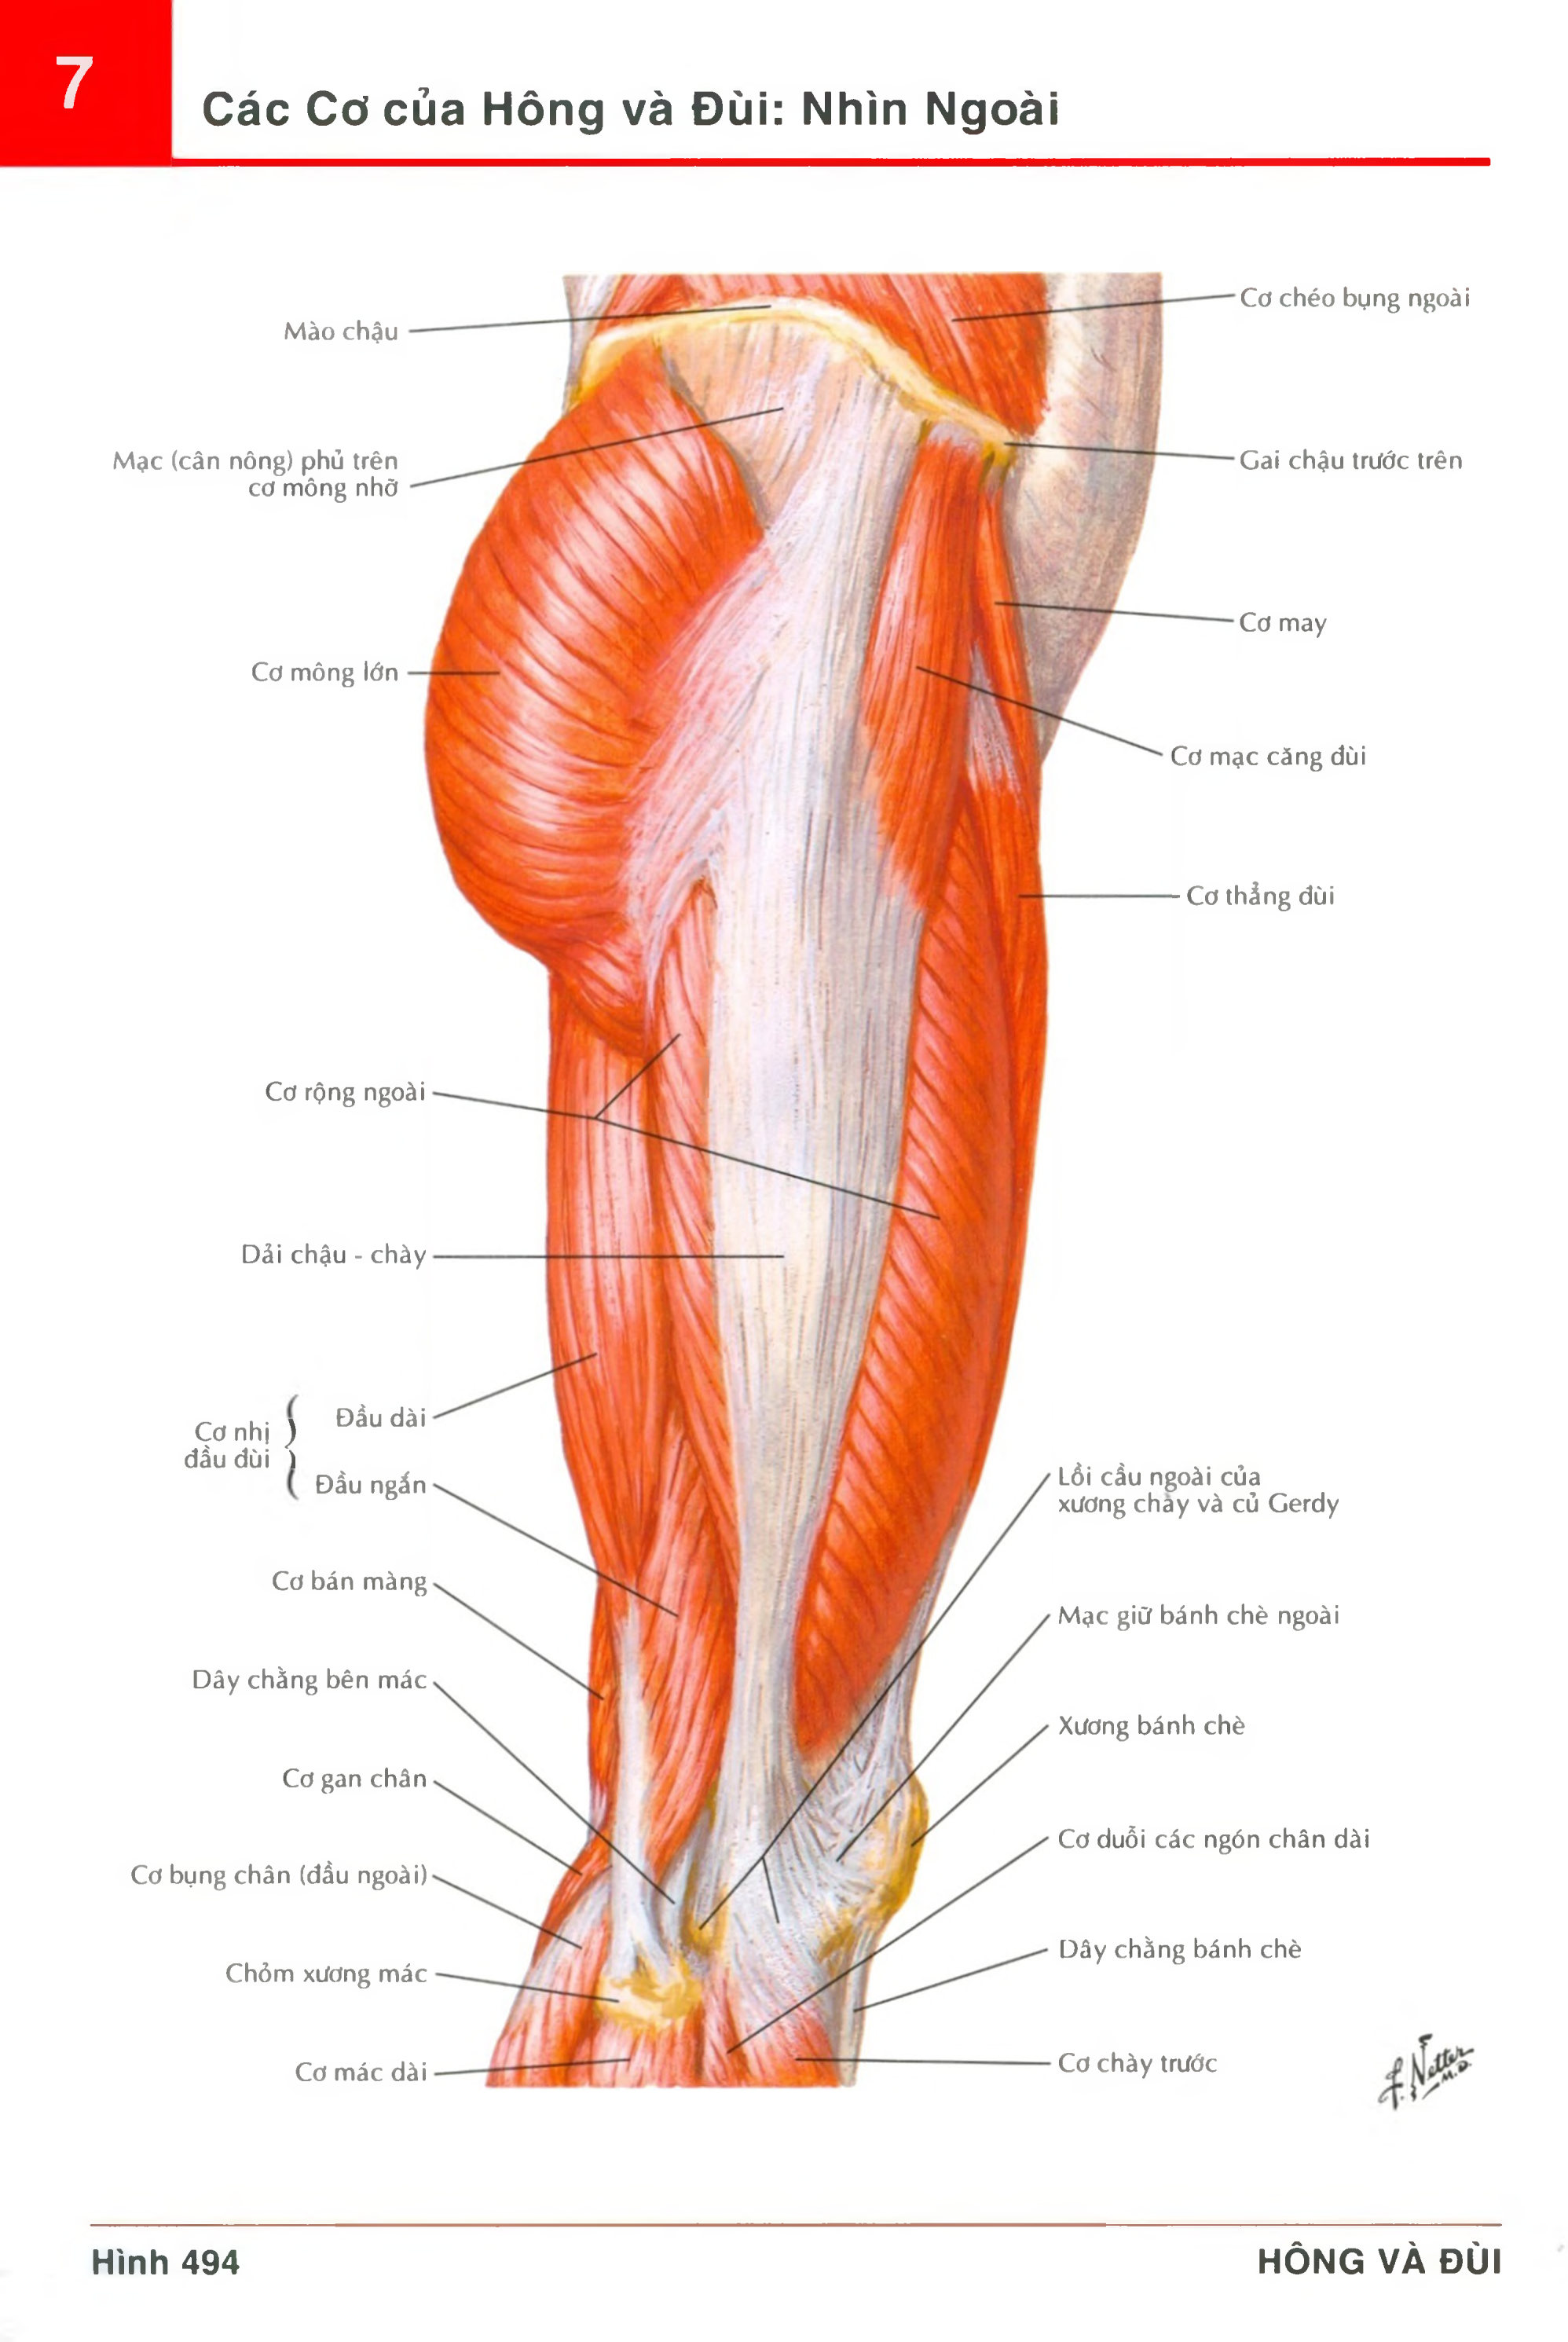 7
Các Cơ của Hông và Đùi: Nhìn Ngoài
Mào chậu
Mạc (cân nông) phủ trên
cơ mông nhỡ
Cơ mông lớn
Cơ rộng ngoài
Dải chậu - chày
Cơ nhị
đầu đùi
Đầu dài
Đầu ngắn
Cơ bán màng
Dây chằng bên mác
Cơ gan chân
Cơ bụng chân (đầu ngoài)
Chỏm xương mác
Cơ mác dài
Cơ chéo bụng ngoài
Gai chậu trước trên
Cơ may
Cơ mạc căng đùi
Cơ thẳng đùi
Lồi cầu ngoài của
xương chày và củ Gerdy
Mạc giữ bánh chè ngoài
Xương bánh chè
Cơ duỗi các ngón chân dài
Dây chằng bánh chè
Cơ chày trước
F. Netter
M.D.
Hình 494
HÔNG VÀ ĐÙI